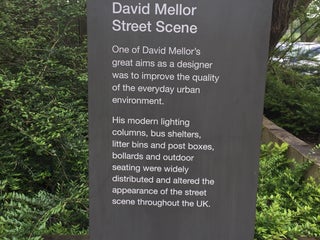 David Mellor
Street Scene
One of David Mellor's
great aims as a designer
was to improve the quality
of the everyday urban
environment.
His modern lighting
columns, bus shelters,
litter bins and post boxes,
bollards and outdoor
seating were widely
distributed and altered the
appearance of the street
scene throughout the UK.